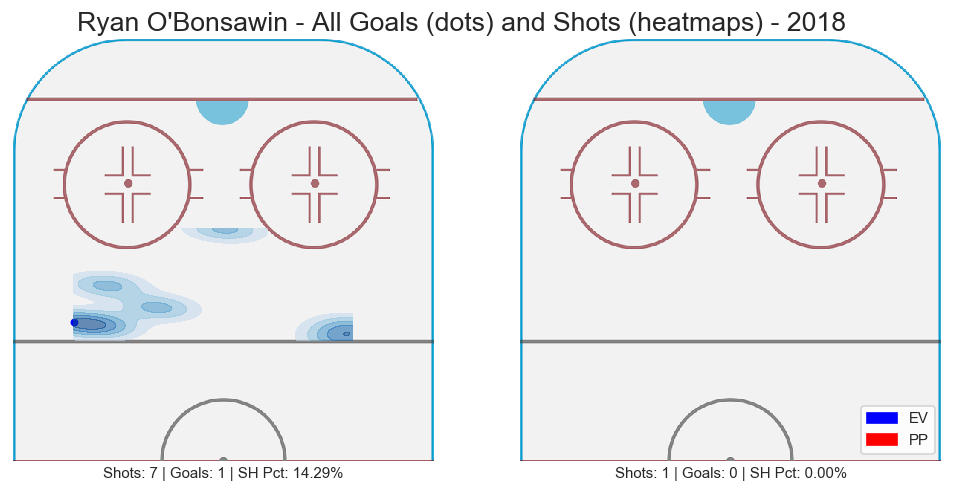 Ryan O'Bonsawin - All Goals (dots) and Shots (heatmaps) - 2018
EV
PP
Shots: 7 | Goals: 1 | SH Pct: 14.29%
Shots: 1 | Goals: 0 | SH Pct: 0.00%